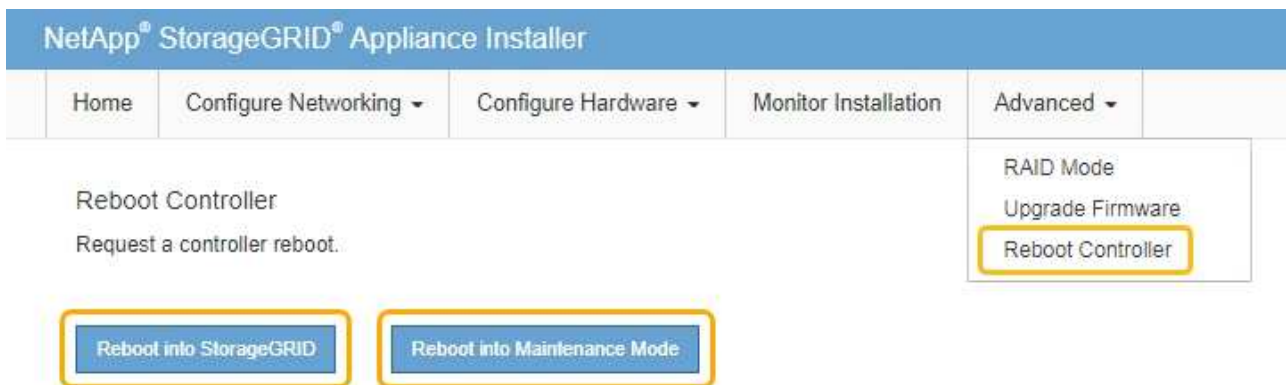 NetApp® StorageGRID® Appliance Installer
Home Configure Networking Configure Hardware Monitor Installation Advanced
RAID Mode
Upgrade Firmware
Reboot Controller
Reboot Controller
Request a controller reboot.
Reboot into StorageGRID Reboot into Maintenance Mode